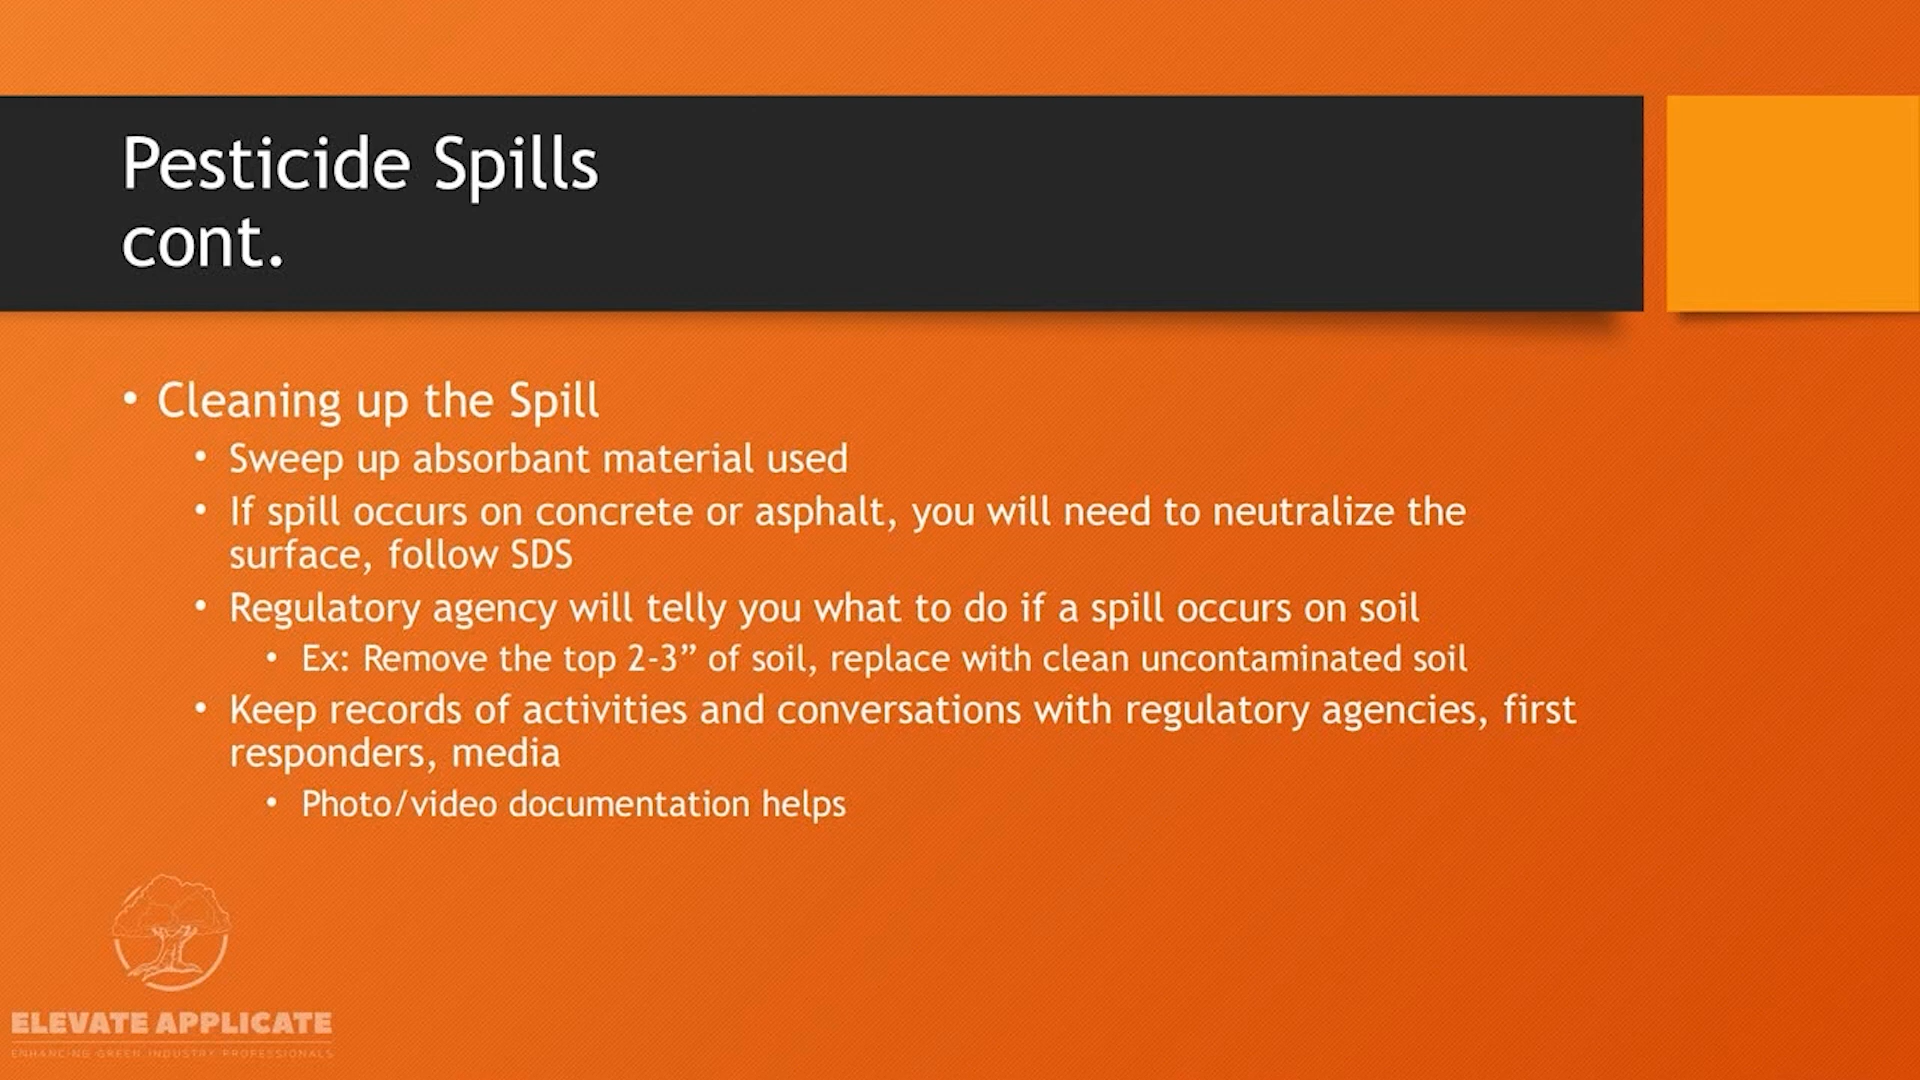 Pesticide Spills
cont.
• Cleaning up the Spill
• Sweep up absorbant material used
• If spill occurs on concrete or asphalt, you will need to neutralize the
surface, follow SDS
• Regulatory agency will telly you what to do if a spill occurs on soil
• Ex: Remove the top 2-3” of soil, replace with clean uncontaminated soil
• Keep records of activities and conversations with regulatory agencies, first
responders, media
• Photo/video documentation helps
ELEVATE APPLICATE
ENHANCING GREEN INDUSTRY PROFESSIONALS